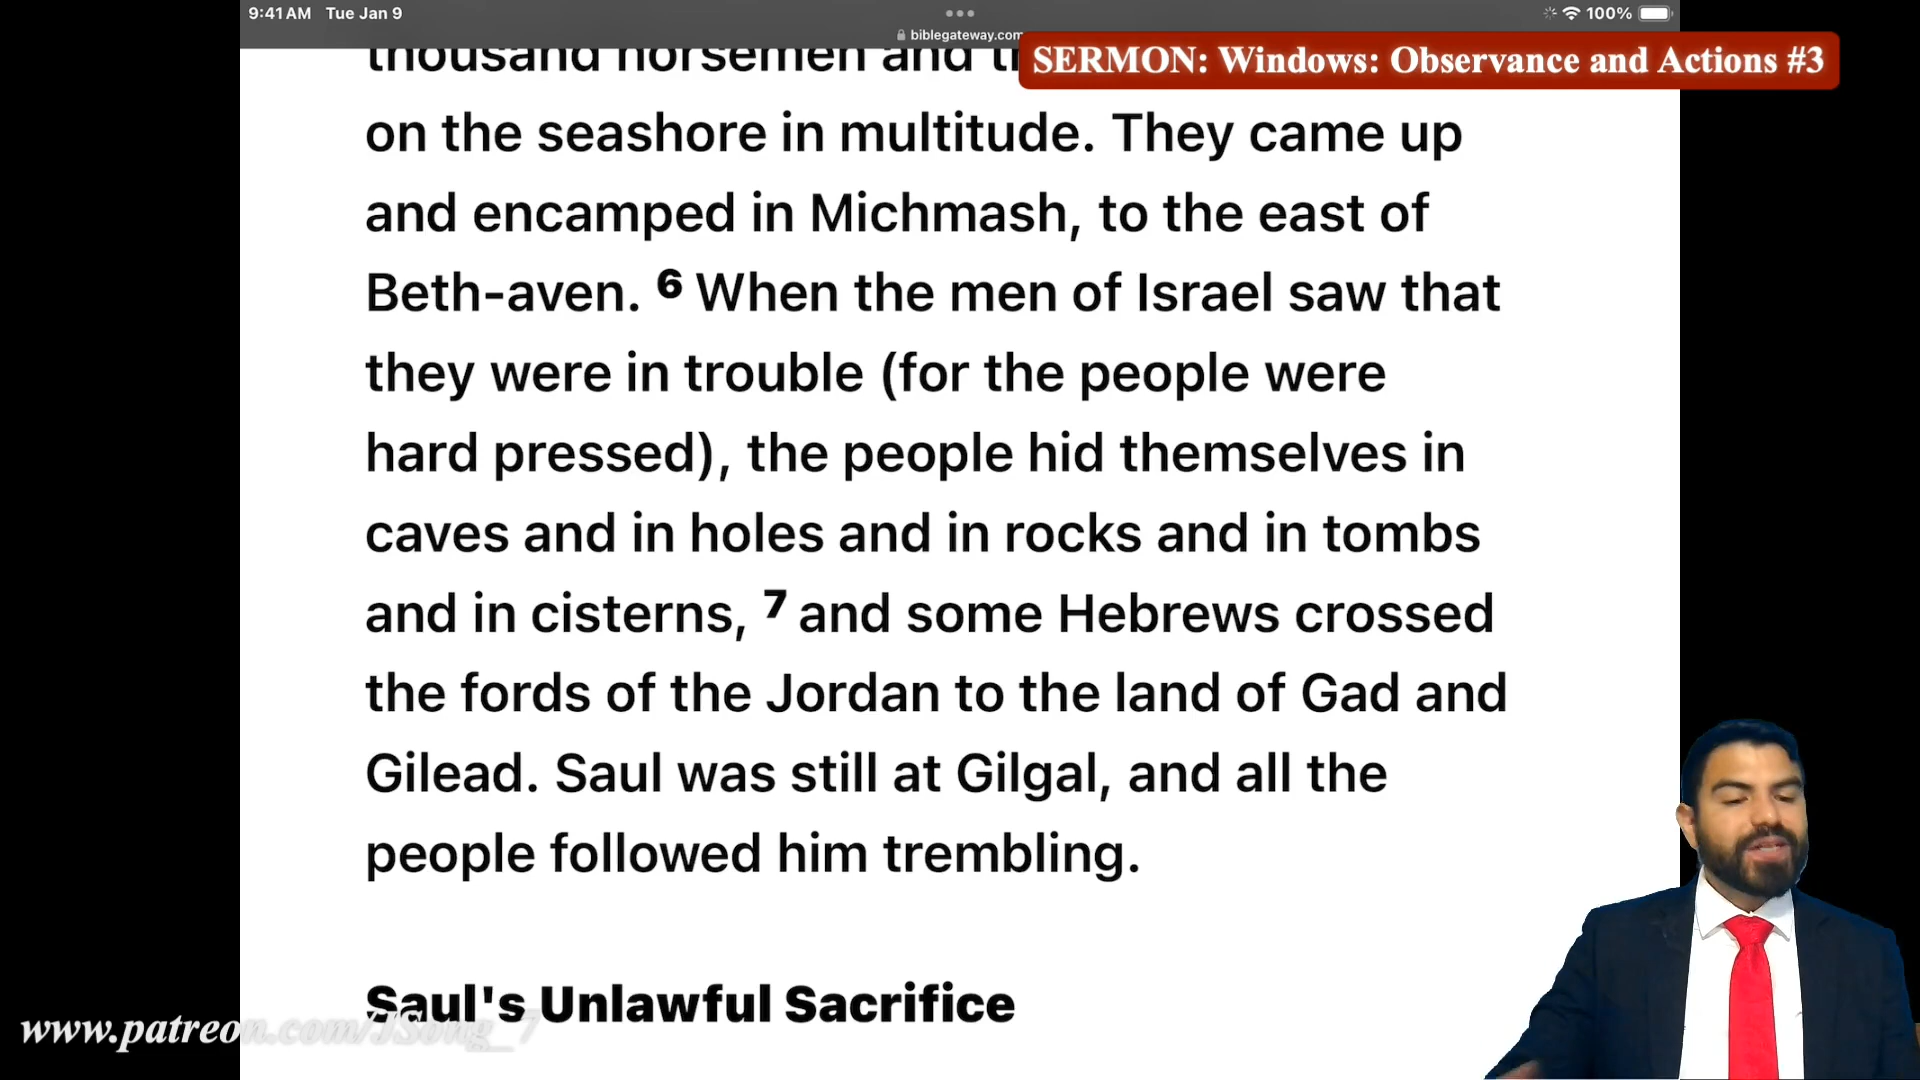 9:41 AM Tue Jan 9
100%
biblegateway.com
SERMON: Windows: Observance and Actions #3
thousand horsemen and
on the seashore in multitude. They came up
and encamped in Michmash, to the east of
Beth-aven. 6 When the men of Israel saw that
they were in trouble (for the people were
hard pressed), the people hid themselves in
caves and in holes and in rocks and in tombs
and in cisterns, 7 and some Hebrews crossed
the fords of the Jordan to the land of Gad and
Gilead. Saul was still at Gilgal, and all the
people followed him trembling.
Saul's Unlawful Sacrifice
www.patreon.com/JSong_7